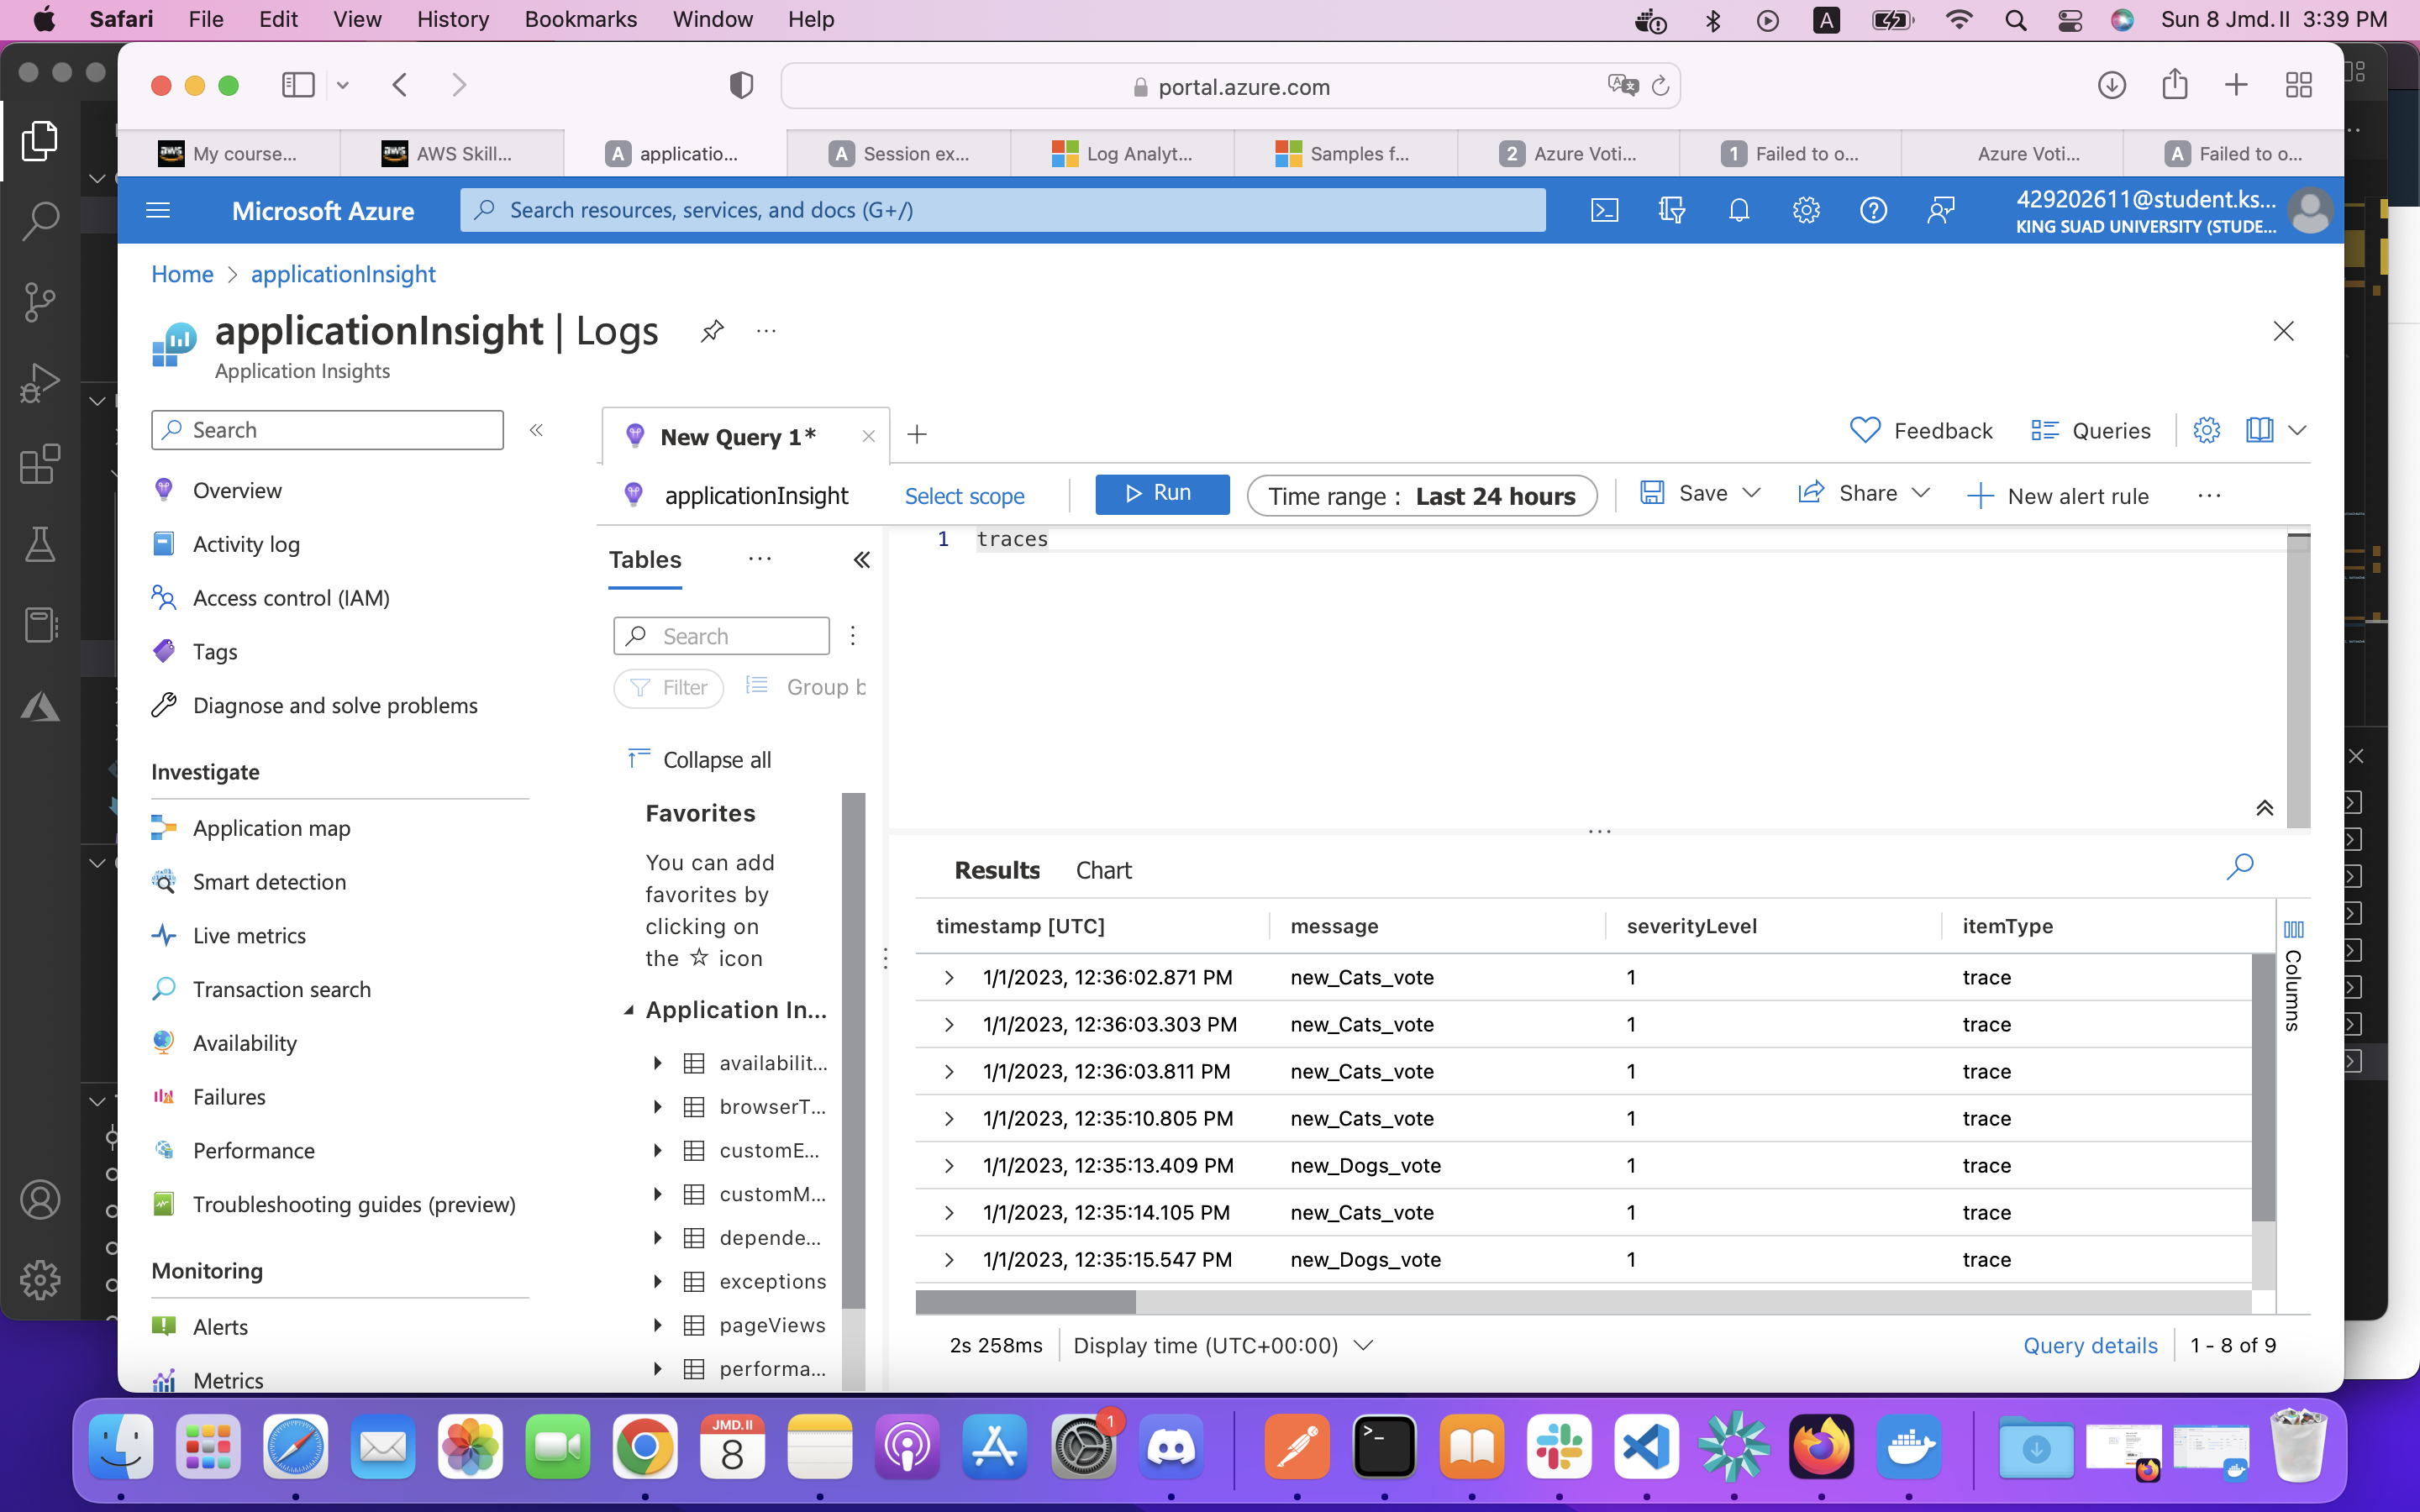 Safari File Edit View History Bookmarks Window Help
A
Sun 8 Jmd. II 3:39 PM
portal.azure.com
aws My course...
aws AWS Skill...
A applicatio...
A Session ex...
Log Analyt...
Samples f...
2 Azure Voti...
1 Failed to o...
Azure Voti...
A Failed to o...
Microsoft Azure
Search resources, services, and docs (G+/)
429202611@student.ks...
KING SUAD UNIVERSITY (STUDE...
Home > applicationInsight
applicationInsight | Logs
Application Insights
Search
Overview
Activity log
Access control (IAM)
Tags
Diagnose and solve problems
Investigate
Application map
Smart detection
Live metrics
Transaction search
Availability
Failures
Performance
Troubleshooting guides (preview)
Monitoring
Alerts
Metrics
New Query 1*
Feedback
Queries
applicationInsight
Select scope
Run
Time range : Last 24 hours
Save
Share
New alert rule
Tables
Search
Filter
Group b
Collapse all
Favorites
You can add
favorites by
clicking on
the ☆ icon
Application In...
availabilit...
browserT...
customE...
customM...
depende...
exceptions
pageViews
performa...
1 traces
Results Chart
timestamp [UTC] message severityLevel itemType
1/1/2023, 12:36:02.871 PM new_Cats_vote 1 trace
1/1/2023, 12:36:03.303 PM new_Cats_vote 1 trace
1/1/2023, 12:36:03.811 PM new_Cats_vote 1 trace
1/1/2023, 12:35:10.805 PM new_Cats_vote 1 trace
1/1/2023, 12:35:13.409 PM new_Dogs_vote 1 trace
1/1/2023, 12:35:14.105 PM new_Cats_vote 1 trace
1/1/2023, 12:35:15.547 PM new_Dogs_vote 1 trace
Columns
2s 258ms Display time (UTC+00:00)
Query details 1 - 8 of 9
JMD.II
8
1